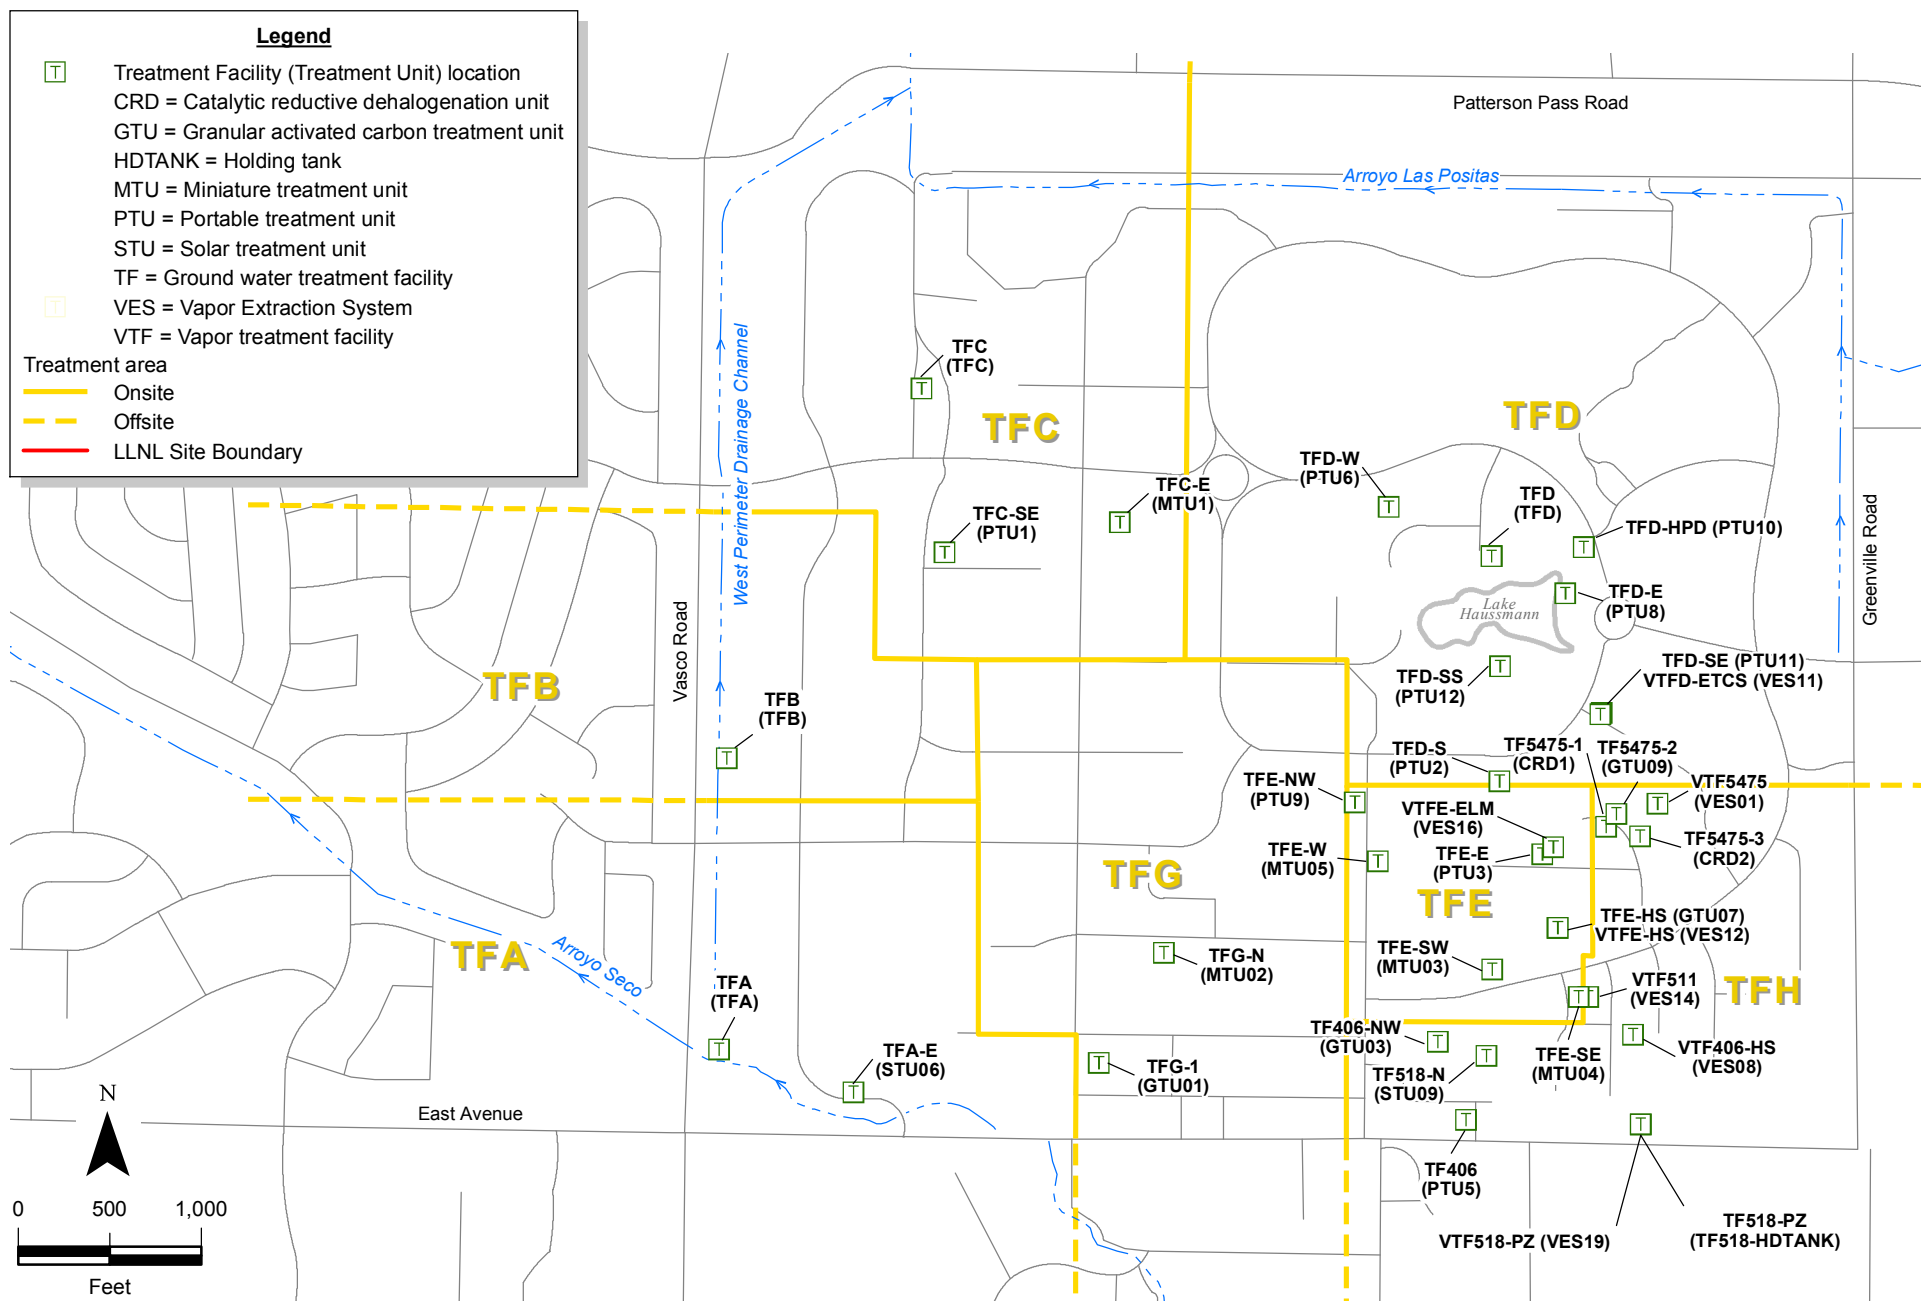 Legend
T Treatment Facility (Treatment Unit) location
CRD = Catalytic reductive dehalogenation unit
GTU = Granular activated carbon treatment unit
HDTANK = Holding tank
MTU = Miniature treatment unit
PTU = Portable treatment unit
STU = Solar treatment unit
TF = Ground water treatment facility
T VES = Vapor Extraction System
VTF = Vapor treatment facility
Treatment area
Onsite
Offsite
LLNL Site Boundary
Patterson Pass Road
Arroyo Las Positas
West Perimeter Drainage Channel
Vasco Road
Greenville Road
TFC
(TFC)
T
TFC
TFD
TFD-W
(PTU6)
T
TFC-E
(MTU1)
T
TFC-SE
(PTU1)
T
TFD
(TFD)
T
TFD-HPD (PTU10)
T
TFD-E
(PTU8)
T
Lake
Haussmann
TFD-SS
(PTU12)
T
TFD-SE (PTU11)
VTFD-ETCS (VES11)
T
TFB
TFB
(TFB)
T
TFD-S
(PTU2)
T
TF5475-1
(CRD1)
T
TF5475-2
(GTU09)
T
VTF5475
(VES01)
T
TF5475-3
(CRD2)
T
TFE-NW
(PTU9)
T
VTFE-ELM
(VES16)
T
TFE-W
(MTU05)
T
TFE-E
(PTU3)
T
TFG
TFE
TFE-HS (GTU07)
VTFE-HS (VES12)
T
TFA
Arroyo Seco
TFG-N
(MTU02)
T
TFE-SW
(MTU03)
T
TFH
VTF511
(VES14)
T
TFA
(TFA)
T
TFA-E
(STU06)
T
TFG-1
(GTU01)
T
TF406-NW
(GTU03)
T
TF518-N
(STU09)
T
TFE-SE
(MTU04)
T
VTF406-HS
(VES08)
T
East Avenue
TF406
(PTU5)
T
T
VTF518-PZ (VES19)
TF518-PZ
(TF518-HDTANK)
N
0 500 1,000
Feet